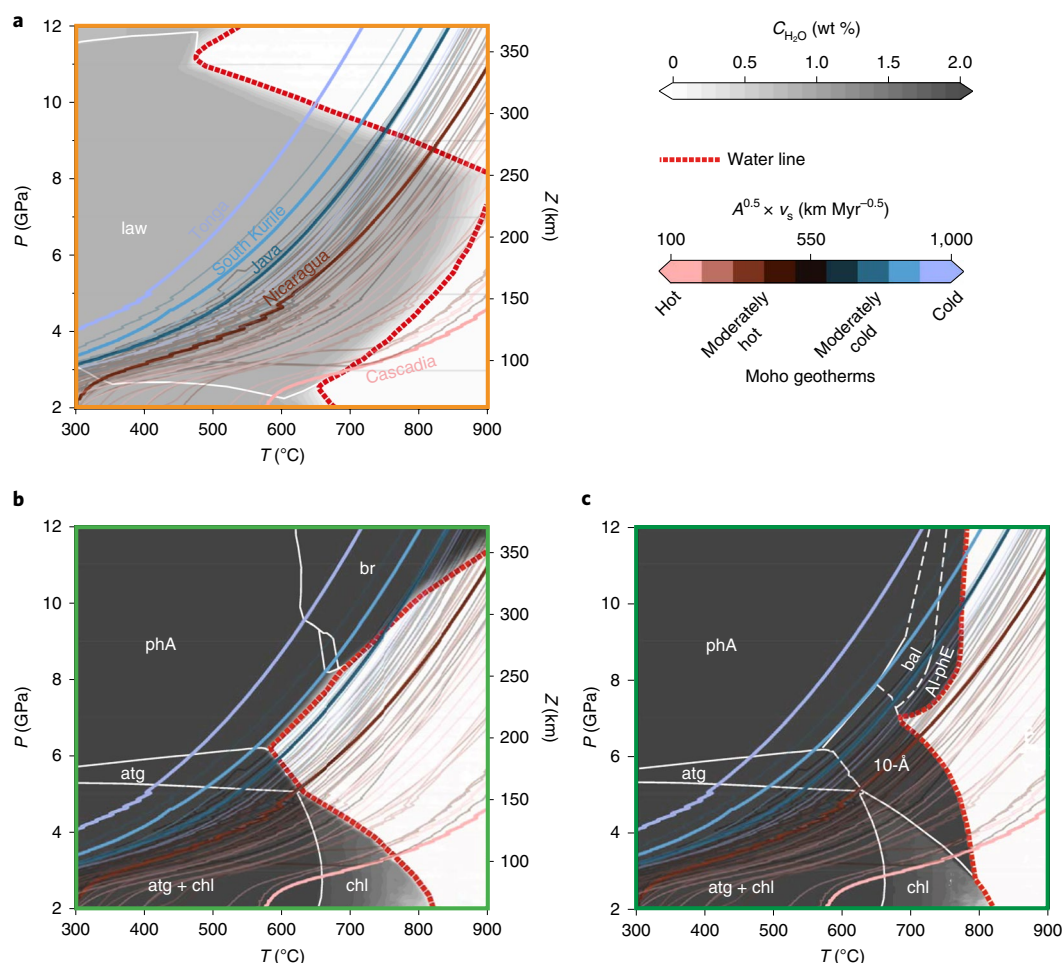 a
12
10
8
6
4
2
P (GPa)
300 400 500 600 700 800 900
T (°C)
350
300
250
200
150
100
Z (km)
law
Tonga
South Kurile
Java
Nicaragua
Cascadia
C_H₂O (wt %)
0 0.5 1.0 1.5 2.0
Water line
A^0.5 × v_s (km Myr^–0.5)
100 550 1,000
Hot
Moderately
hot
Moderately
cold
Cold
Moho geotherms
b
12
10
8
6
4
2
P (GPa)
300 400 500 600 700 800 900
T (°C)
350
300
250
200
150
100
Z (km)
phA
br
atg
atg + chl
chl
c
12
10
8
6
4
2
P (GPa)
300 400 500 600 700 800 900
T (°C)
phA
bal
Al-phE
10-Å
atg
atg + chl
chl